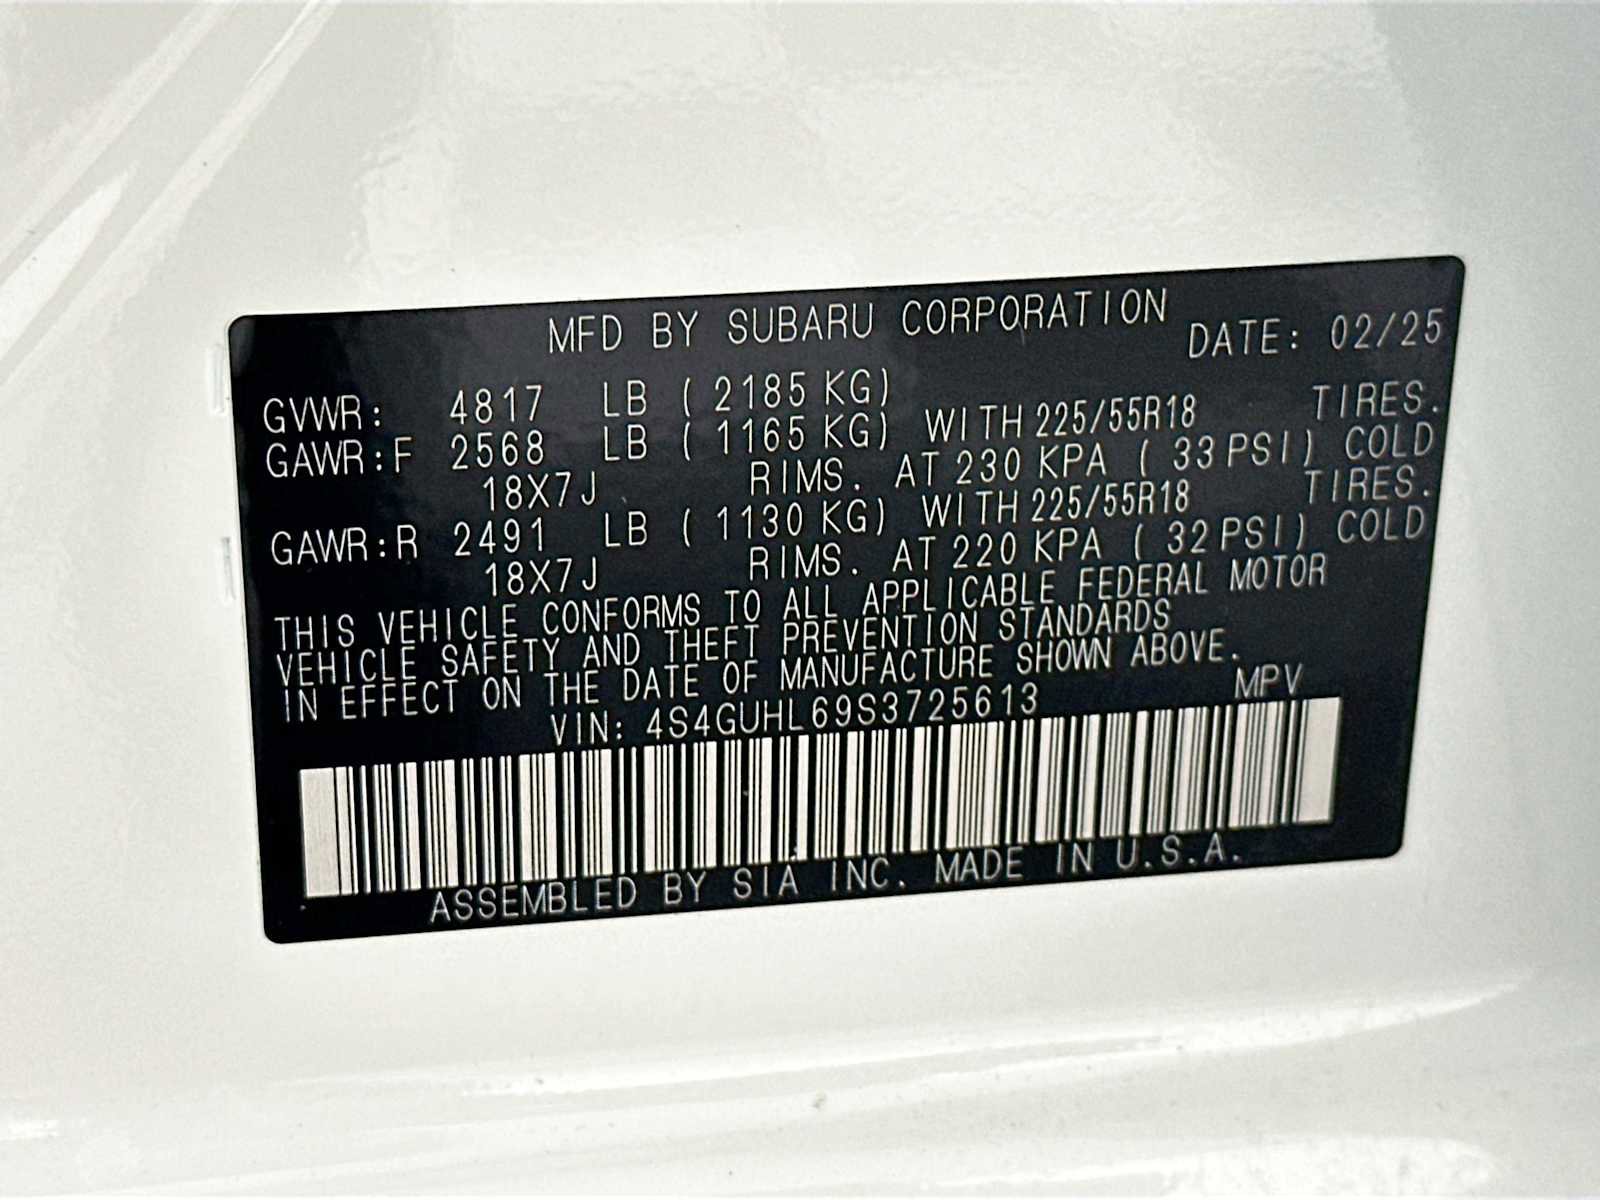 MFD BY SUBARU CORPORATION DATE: 02/25
GVWR: 4817 LB ( 2185 KG)
GAWR:F 2568 LB ( 1165 KG) WITH 225/55R18 TIRES.
18X7J RIMS. AT 230 KPA ( 33 PSI) COLD
GAWR:R 2491 LB ( 1130 KG) WITH 225/55R18 TIRES.
18X7J RIMS. AT 220 KPA ( 32 PSI) COLD
THIS VEHICLE CONFORMS TO ALL APPLICABLE FEDERAL MOTOR
VEHICLE SAFETY AND THEFT PREVENTION STANDARDS
IN EFFECT ON THE DATE OF MANUFACTURE SHOWN ABOVE.
VIN: 4S4GUHL69S3725613 MPV
ASSEMBLED BY SIA INC. MADE IN U.S.A.